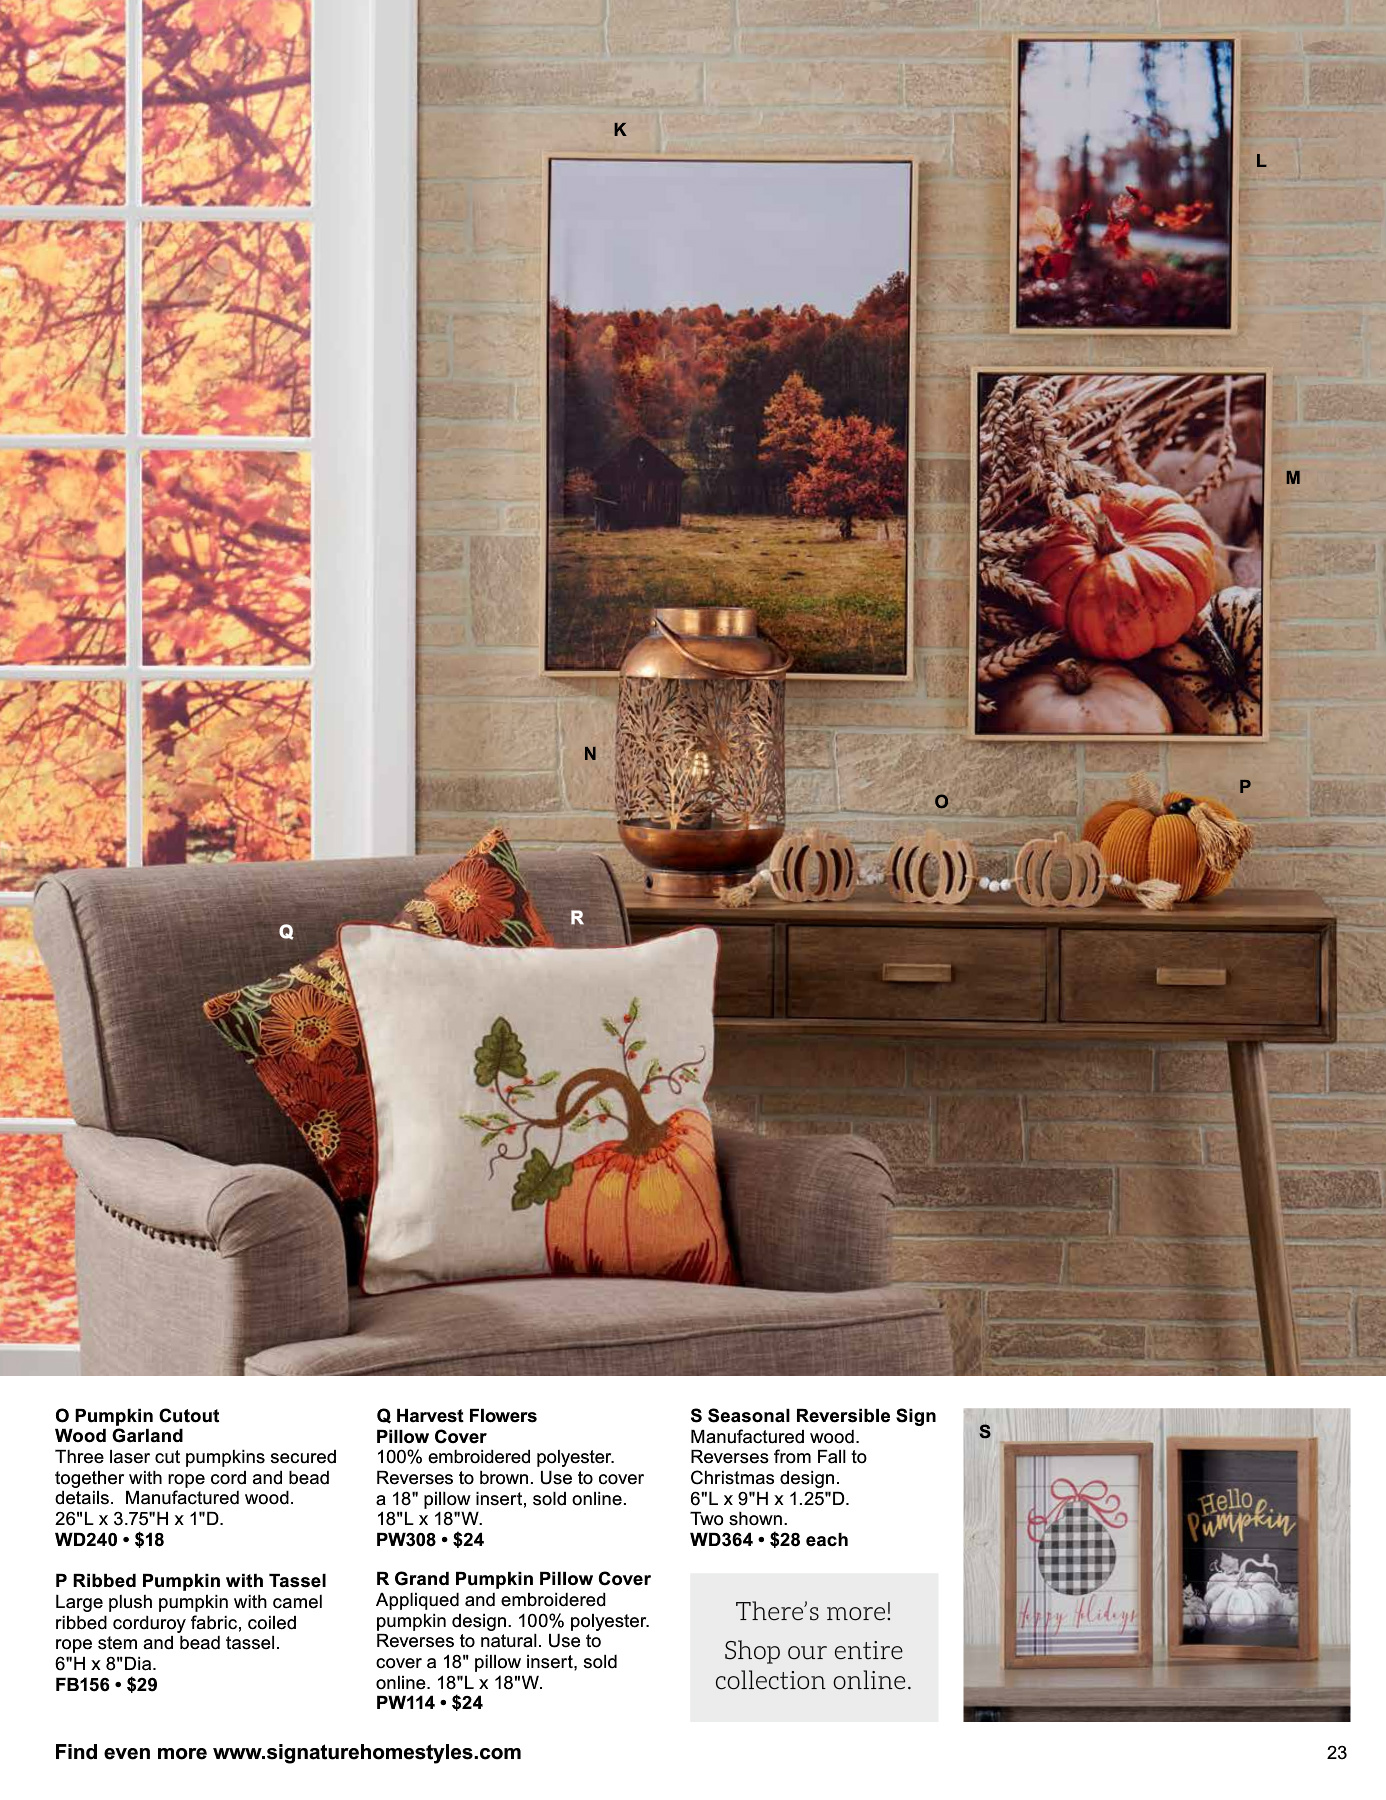 K
L
M
N
O
P
Q
R
O Pumpkin Cutout
Wood Garland
Three laser cut pumpkins secured
together with rope cord and bead
details.  Manufactured wood.
26"L x 3.75"H x 1"D.
WD240 • $18
P Ribbed Pumpkin with Tassel
Large plush pumpkin with camel
ribbed corduroy fabric, coiled
rope stem and bead tassel.
6"H x 8"Dia.
FB156 • $29
Q Harvest Flowers
Pillow Cover
100% embroidered polyester.
Reverses to brown. Use to cover
a 18" pillow insert, sold online.
18"L x 18"W.
PW308 • $24
R Grand Pumpkin Pillow Cover
Appliqued and embroidered
pumpkin design. 100% polyester.
Reverses to natural. Use to
cover a 18" pillow insert, sold
online. 18"L x 18"W.
PW114 • $24
S Seasonal Reversible Sign
Manufactured wood.
Reverses from Fall to
Christmas design.
6"L x 9"H x 1.25"D.
Two shown.
WD364 • $28 each
There's more!
Shop our entire
collection online.
S
Happy Holidays
Hello
Pumpkin
Find even more www.signaturehomestyles.com
23